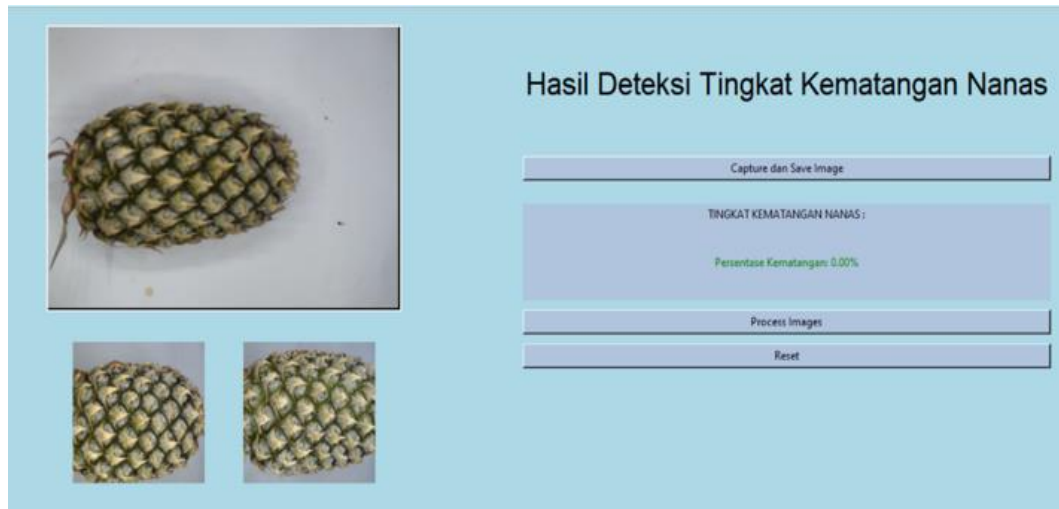 Hasil Deteksi Tingkat Kematangan Nanas
Capture dan Save Image
TINGKAT KEMATANGAN NANAS :
Persentase Kematangan: 0.00%
Process Images
Reset